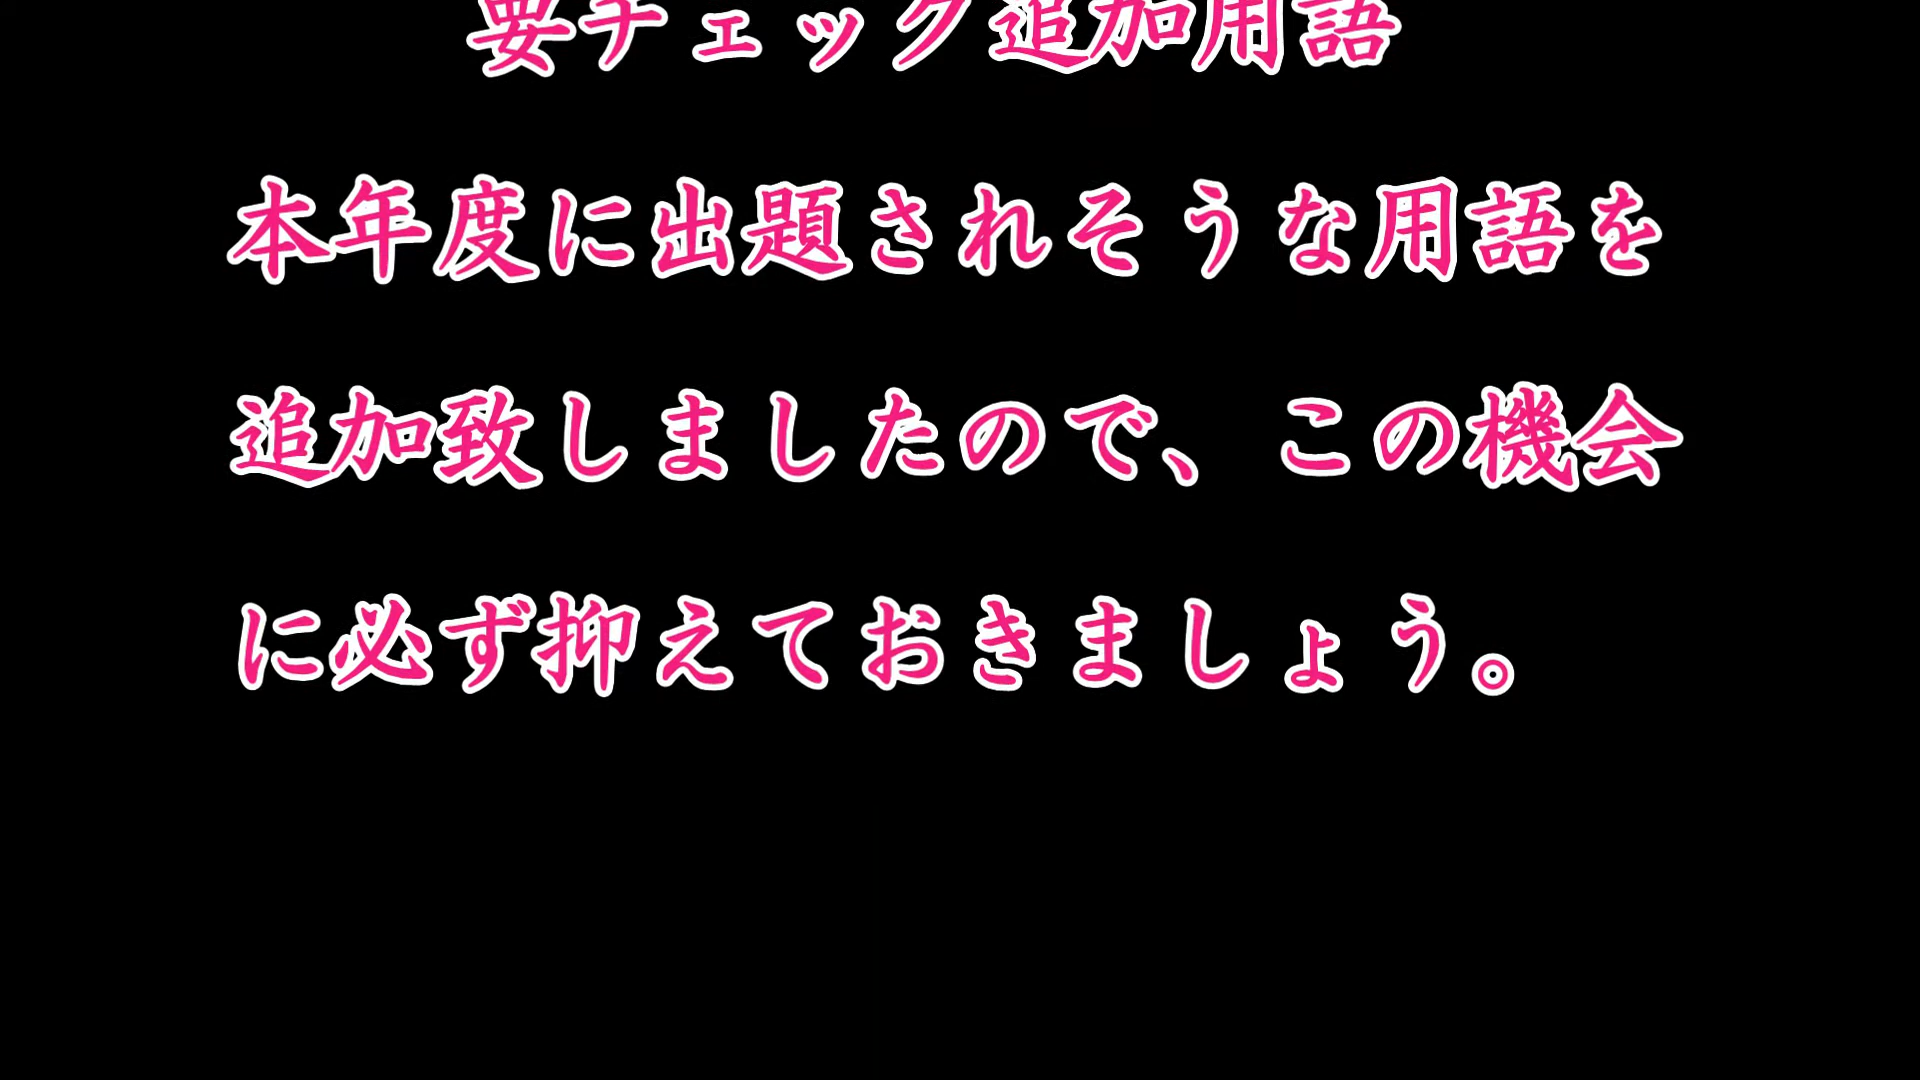 要チェック追加用語
本年度に出題されそうな用語を
追加致しましたので、この機会
に必ず抑えておきましょう。